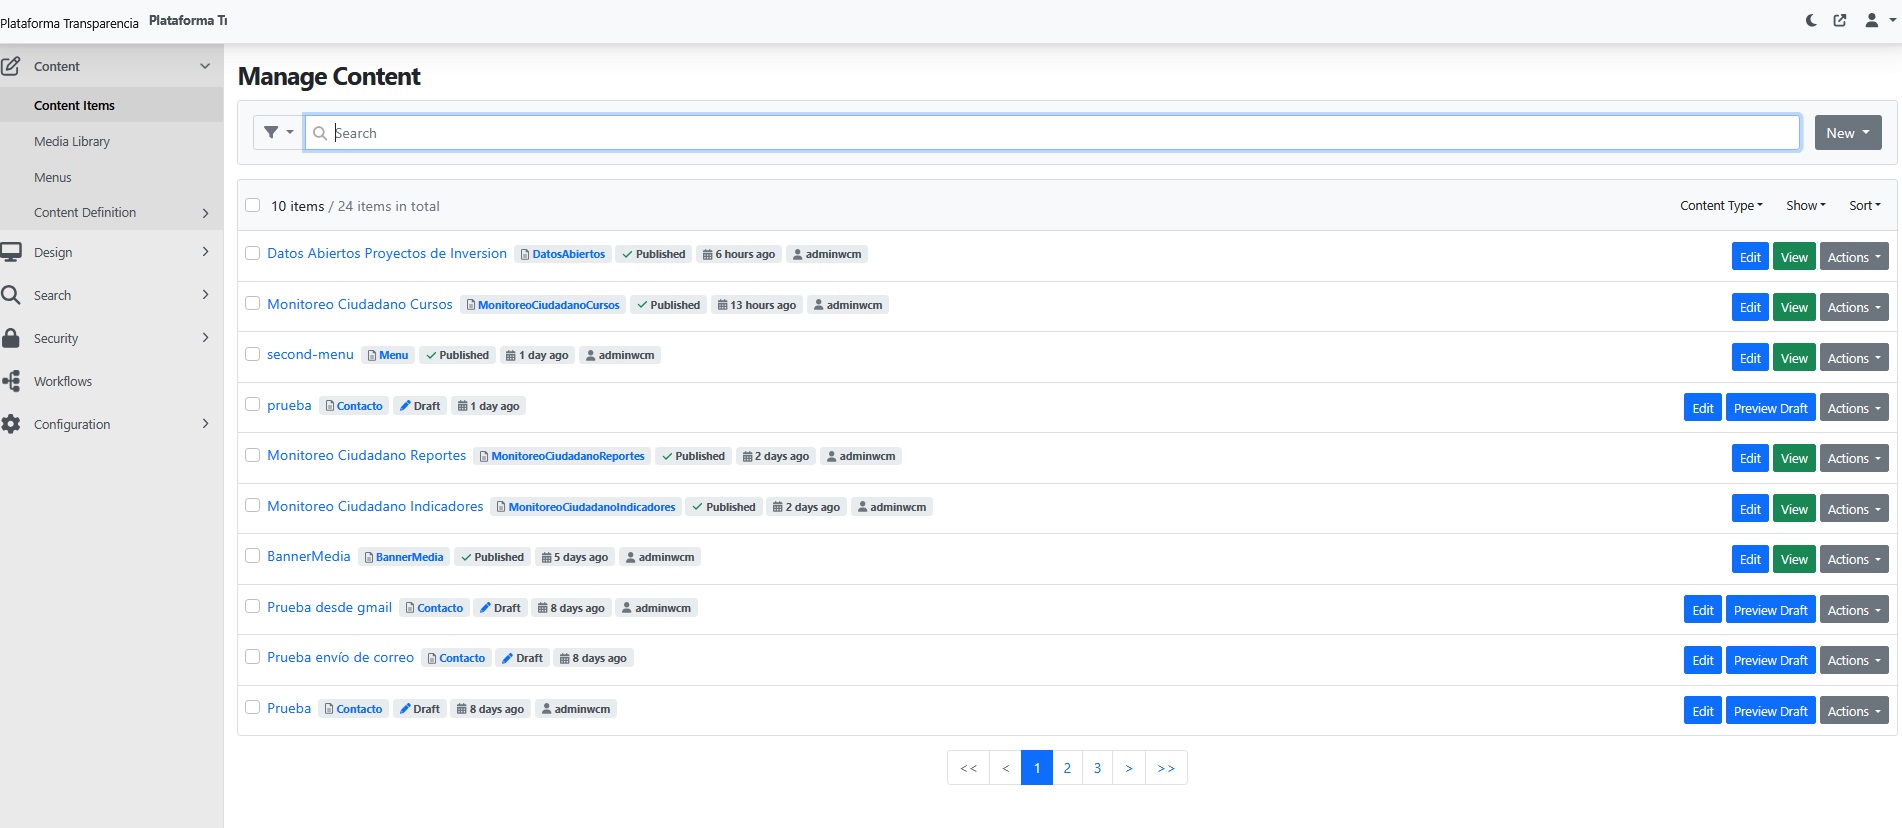 Plataforma Transparencia Plataforma Tr
Content
Content Items
Media Library
Menus
Content Definition
Design
Search
Security
Workflows
Configuration
Manage Content
Search
New
10 items / 24 items in total Content Type Show Sort
Datos Abiertos Proyectos de Inversion DatosAbiertos Published 6 hours ago adminwcm Edit View Actions
Monitoreo Ciudadano Cursos MonitoreoCiudadanoCursos Published 13 hours ago adminwcm Edit View Actions
second-menu Menu Published 1 day ago adminwcm Edit View Actions
prueba Contacto Draft 1 day ago Edit Preview Draft Actions
Monitoreo Ciudadano Reportes MonitoreoCiudadanoReportes Published 2 days ago adminwcm Edit View Actions
Monitoreo Ciudadano Indicadores MonitoreoCiudadanoIndicadores Published 2 days ago adminwcm Edit View Actions
BannerMedia BannerMedia Published 5 days ago adminwcm Edit View Actions
Prueba desde gmail Contacto Draft 8 days ago adminwcm Edit Preview Draft Actions
Prueba envío de correo Contacto Draft 8 days ago Edit Preview Draft Actions
Prueba Contacto Draft 8 days ago adminwcm Edit Preview Draft Actions
<< < 1 2 3 > >>